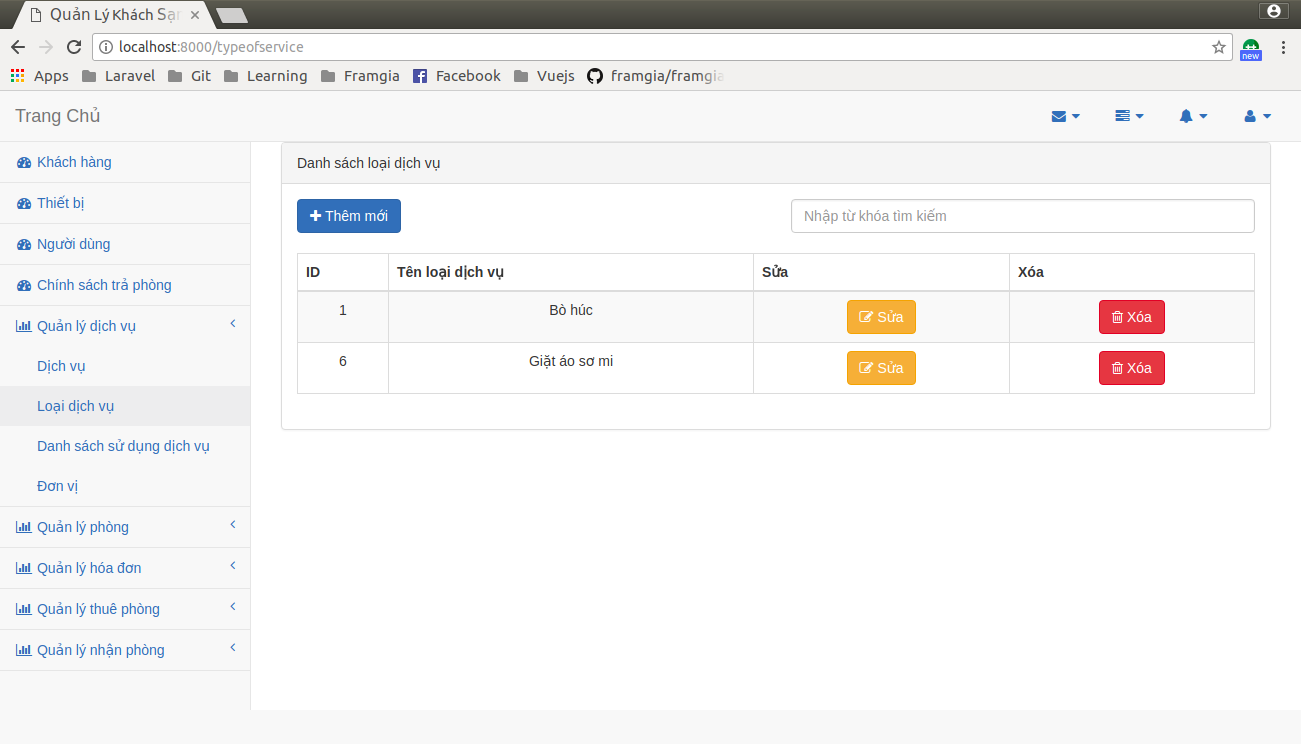 Quản Lý Khách Sạn
localhost:8000/typeofservice
new
Apps Laravel Git Learning Framgia Facebook Vuejs framgia/framgia
Trang Chủ
Khách hàng
Thiết bị
Người dùng
Chính sách trả phòng
Quản lý dịch vụ
Dịch vụ
Loại dịch vụ
Danh sách sử dụng dịch vụ
Đơn vị
Quản lý phòng
Quản lý hóa đơn
Quản lý thuê phòng
Quản lý nhận phòng
Danh sách loại dịch vụ
Thêm mới Nhập từ khóa tìm kiếm
ID Tên loại dịch vụ Sửa Xóa
1 Bò húc Sửa Xóa
6 Giặt áo sơ mi Sửa Xóa